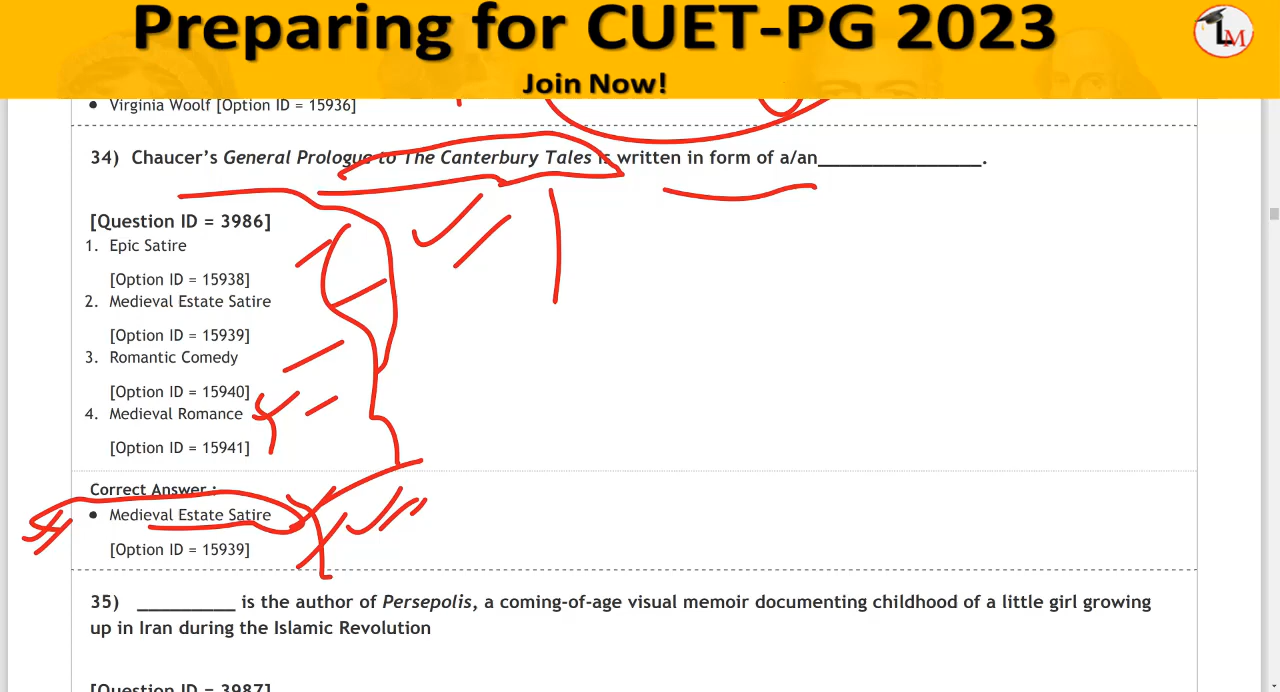 Preparing for CUET-PG 2023
Join Now!
LM
• Virginia Woolf [Option ID = 15936]
34) Chaucer's General Prologue to The Canterbury Tales is written in form of a/an_______________.
[Question ID = 3986]
1. Epic Satire
[Option ID = 15938]
2. Medieval Estate Satire
[Option ID = 15939]
3. Romantic Comedy
[Option ID = 15940]
4. Medieval Romance
[Option ID = 15941]
Correct Answer :
• Medieval Estate Satire
[Option ID = 15939]
35) _________ is the author of Persepolis, a coming-of-age visual memoir documenting childhood of a little girl growing
up in Iran during the Islamic Revolution
[Question ID = 3987]